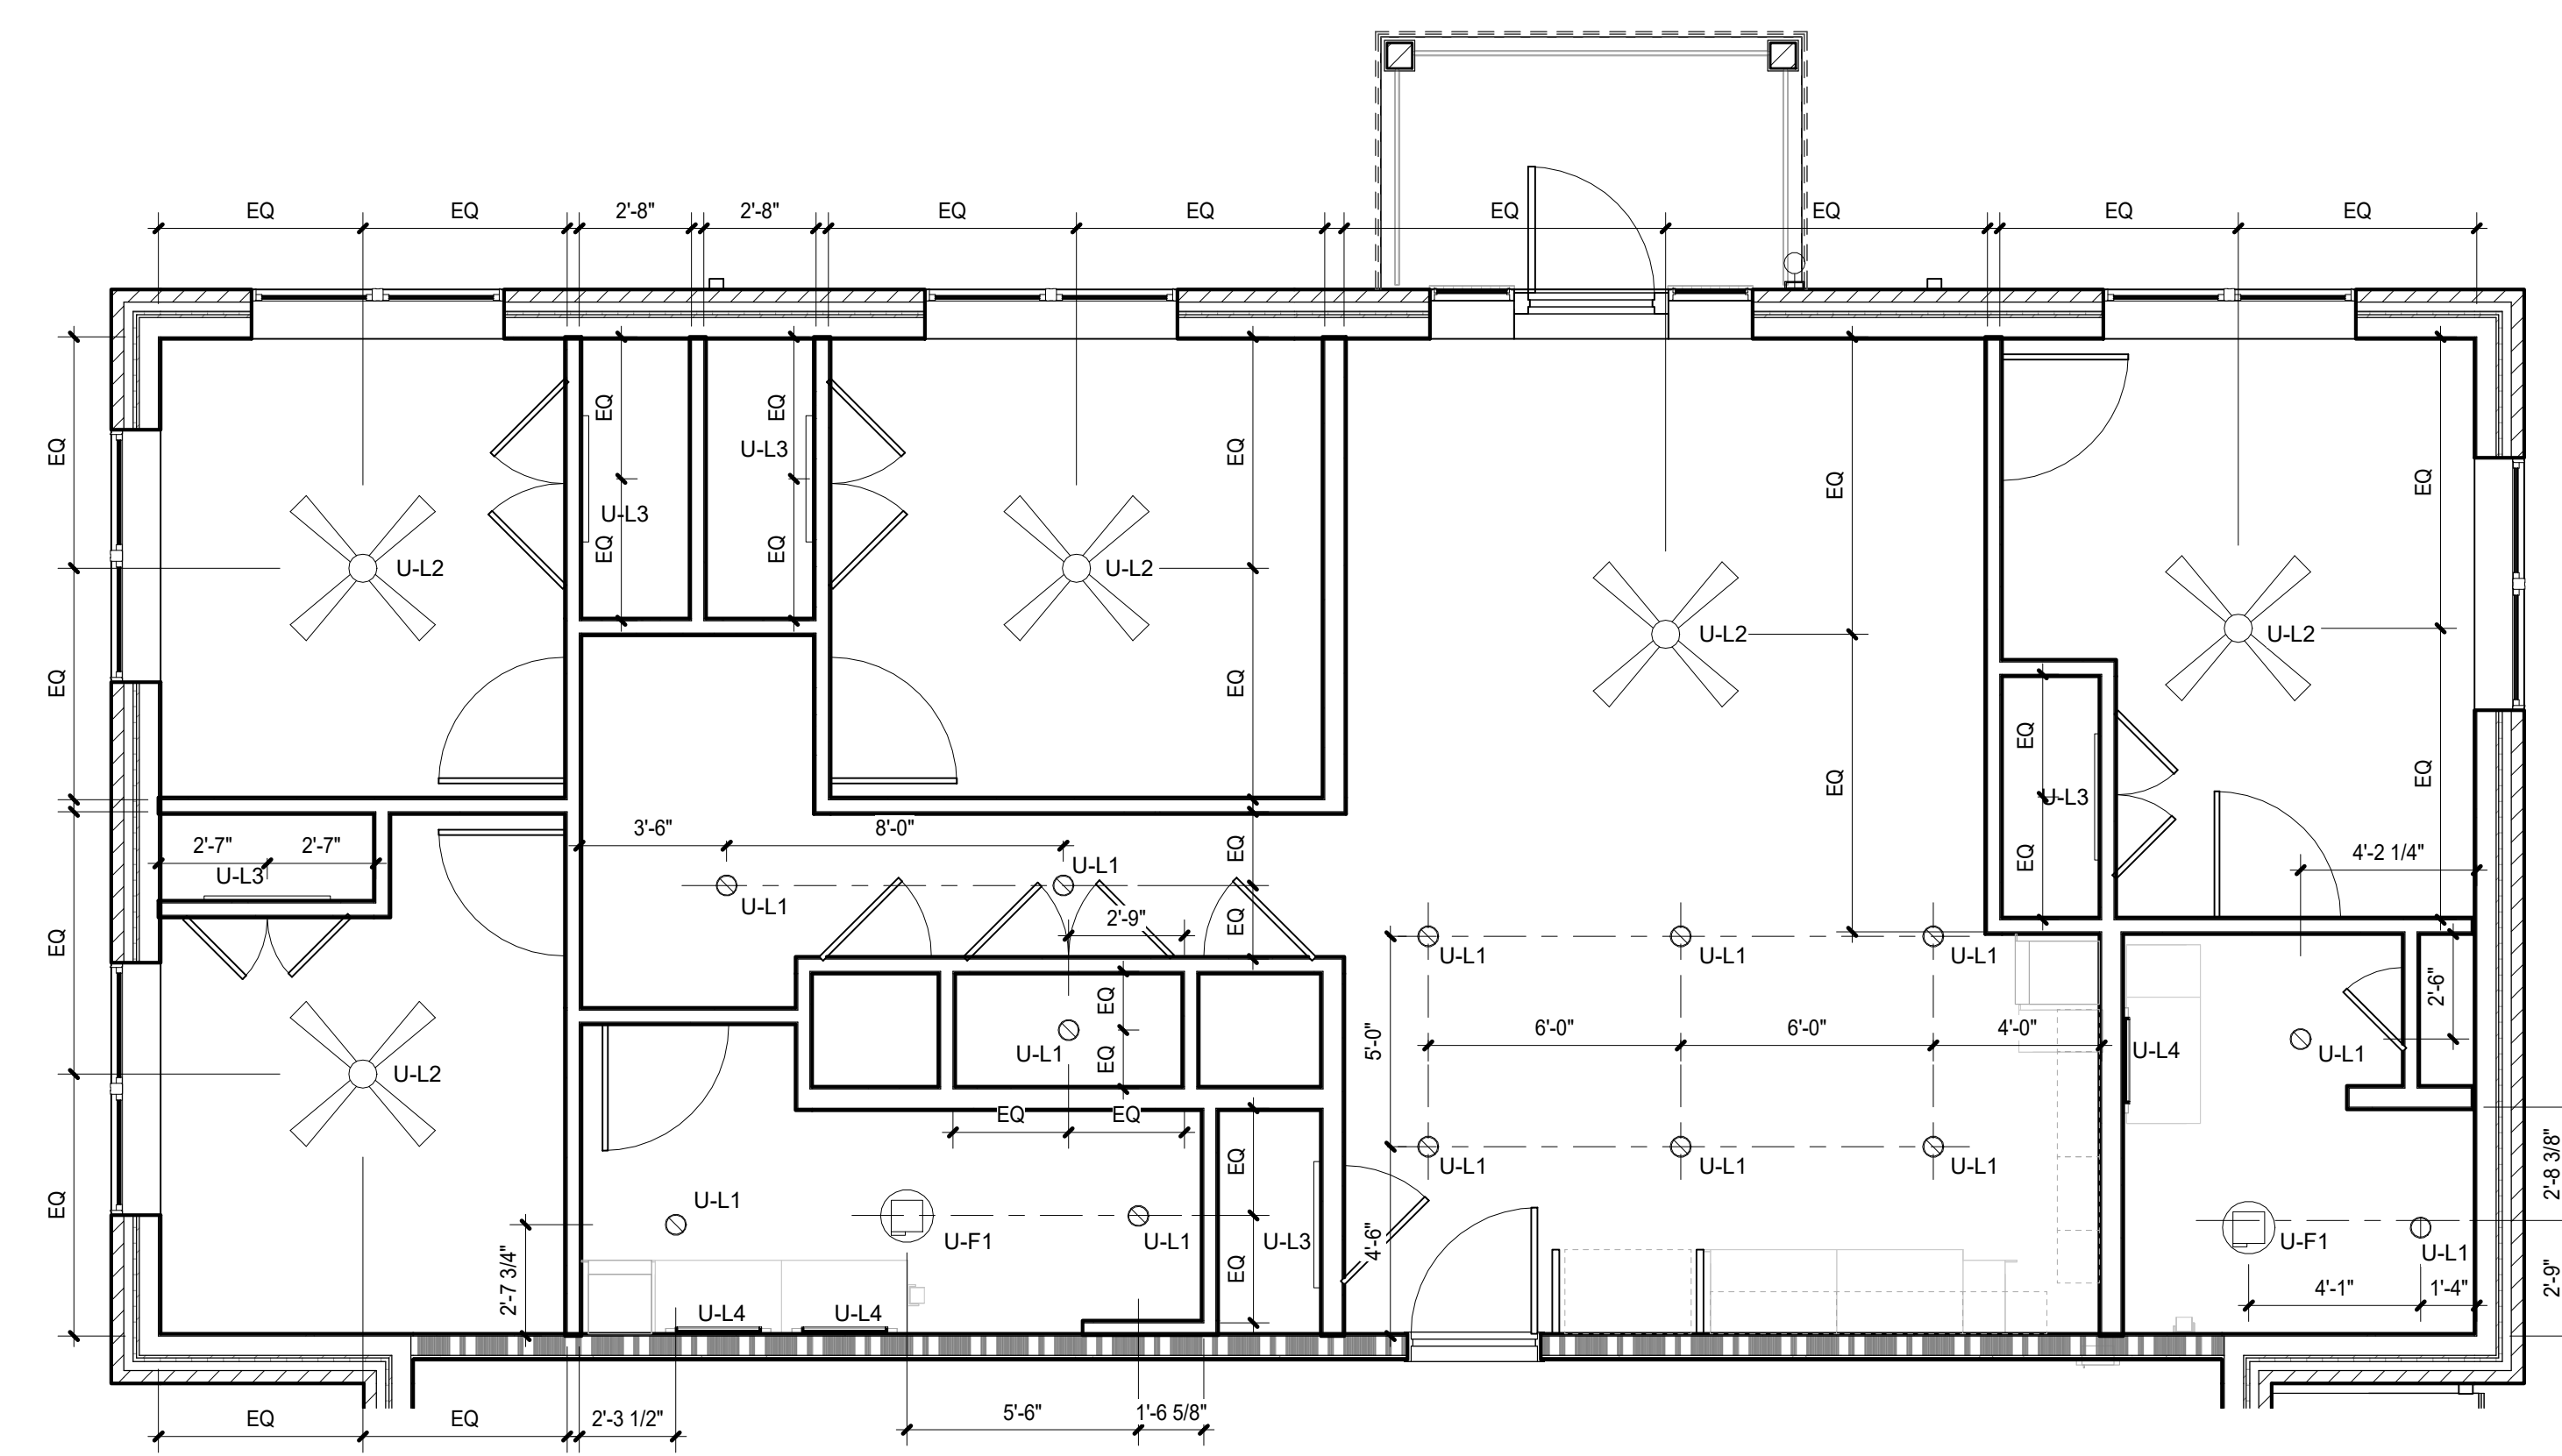 EQ
EQ
2'-8"
2'-8"
EQ
EQ
EQ
EQ
EQ
EQ
EQ
EQ
EQ
U-L3
EQ
EQ
EQ
U-L3
EQ
EQ
U-L2
U-L2
U-L2
U-L2
EQ
EQ
EQ
EQ
EQ
U-L3
EQ
EQ
3'-6"
8'-0"
EQ
2'-7"
2'-7"
U-L3
U-L1
U-L1
2'-9"
EQ
4'-2 1/4"
EQ
U-L1
U-L1
U-L1
2'-6"
EQ
U-L1
EQ
5'-0"
6'-0"
6'-0"
4'-0"
U-L4
U-L1
U-L2
EQ
EQ
U-L1
U-L1
U-L1
EQ
2'-8 3/8"
EQ
U-L1
U-F1
U-L1
U-L3
4'-6"
U-F1
U-L1
2'-7 3/4"
EQ
4'-1"
1'-4"
2'-9"
U-L4
U-L4
EQ
EQ
2'-3 1/2"
5'-6"
1'-6 5/8"